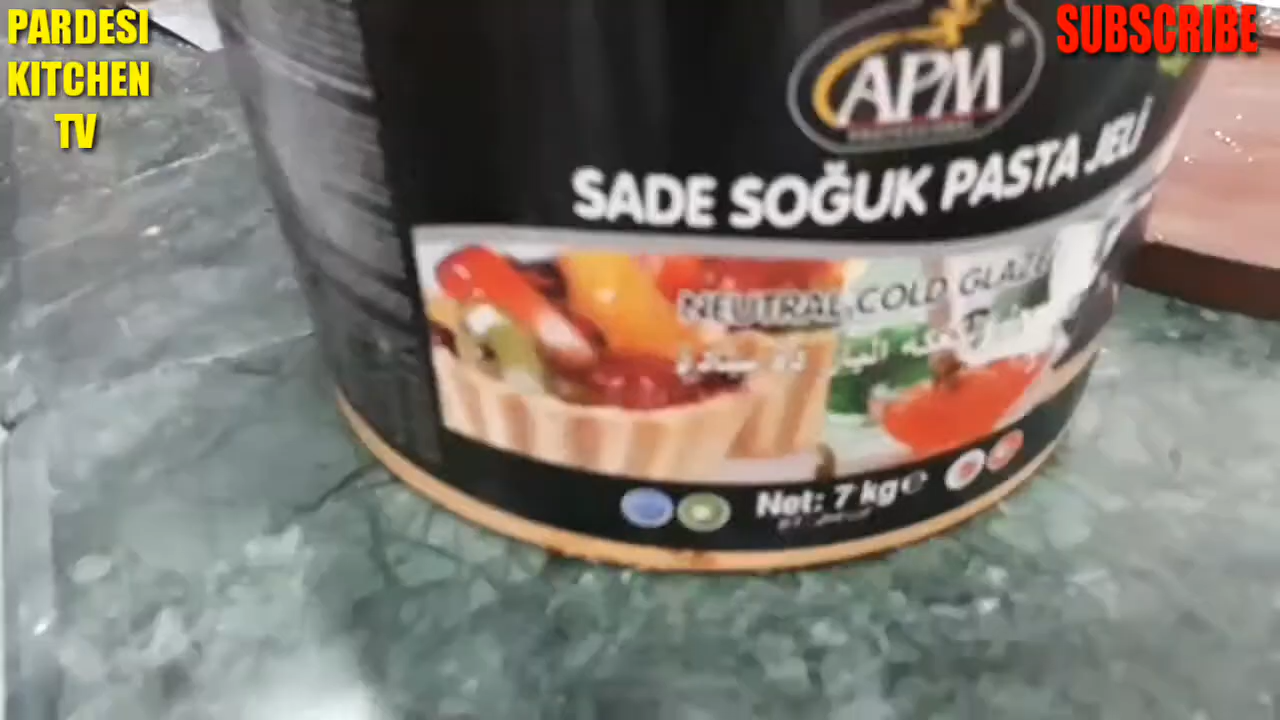 PARDESI
KITCHEN
TV
SUBSCRIBE
APM
SADE SOĞUK PASTA JELİ
NEUTRAL COLD GLAZE
Net: 7 kg e